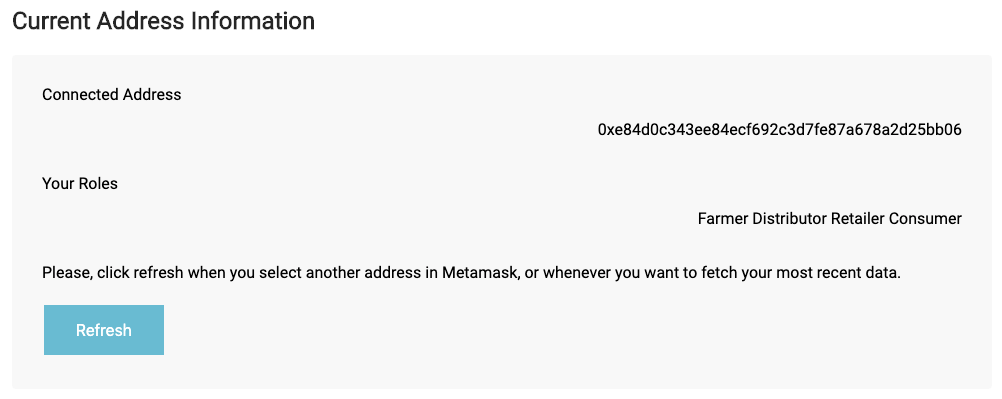 Current Address Information
Connected Address
0xe84d0c343ee84ecf692c3d7fe87a678a2d25bb06
Your Roles
Farmer Distributor Retailer Consumer
Please, click refresh when you select another address in Metamask, or whenever you want to fetch your most recent data.
Refresh